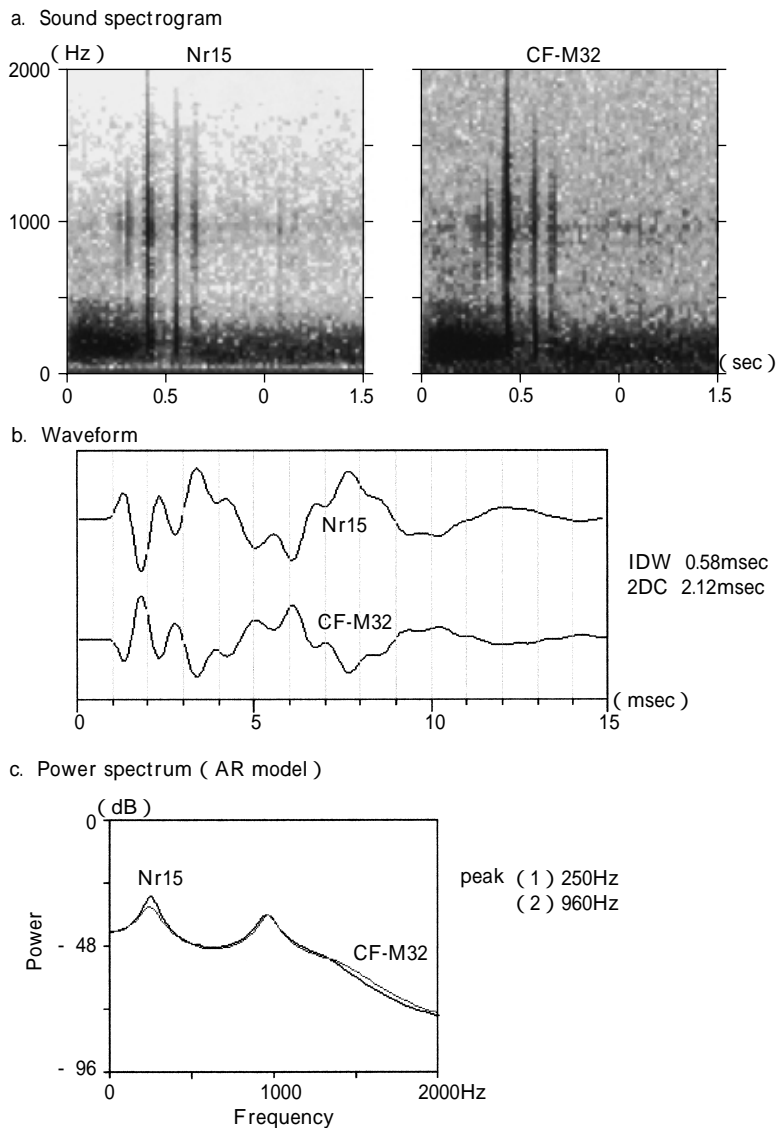 a. Sound spectrogram
( Hz )
Nr15
CF-M32
2000
1000
0
0 0.5 0 1.5
0 0.5 0 1.5
( sec )
b. Waveform
Nr15
CF-M32
IDW 0.58msec
2DC 2.12msec
0 5 10 15
( msec )
c. Power spectrum ( AR model )
( dB )
0
- 48
- 96
Power
Nr15
CF-M32
peak ( 1 ) 250Hz
( 2 ) 960Hz
0 1000 2000Hz
Frequency